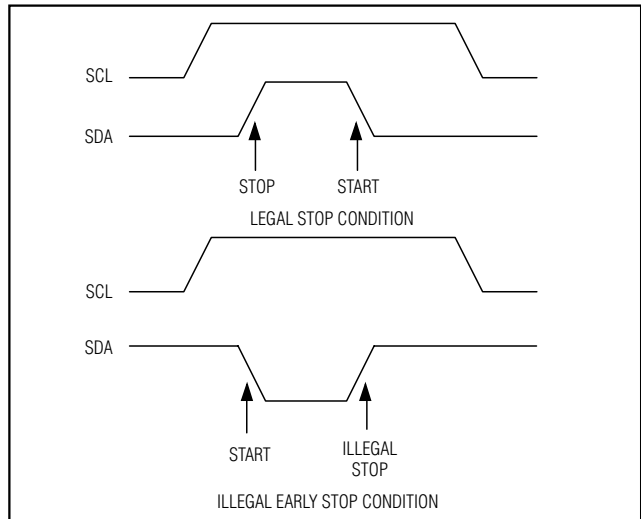 SCL
SDA
STOP START
LEGAL STOP CONDITION
SCL
SDA
START ILLEGAL
STOP
ILLEGAL EARLY STOP CONDITION